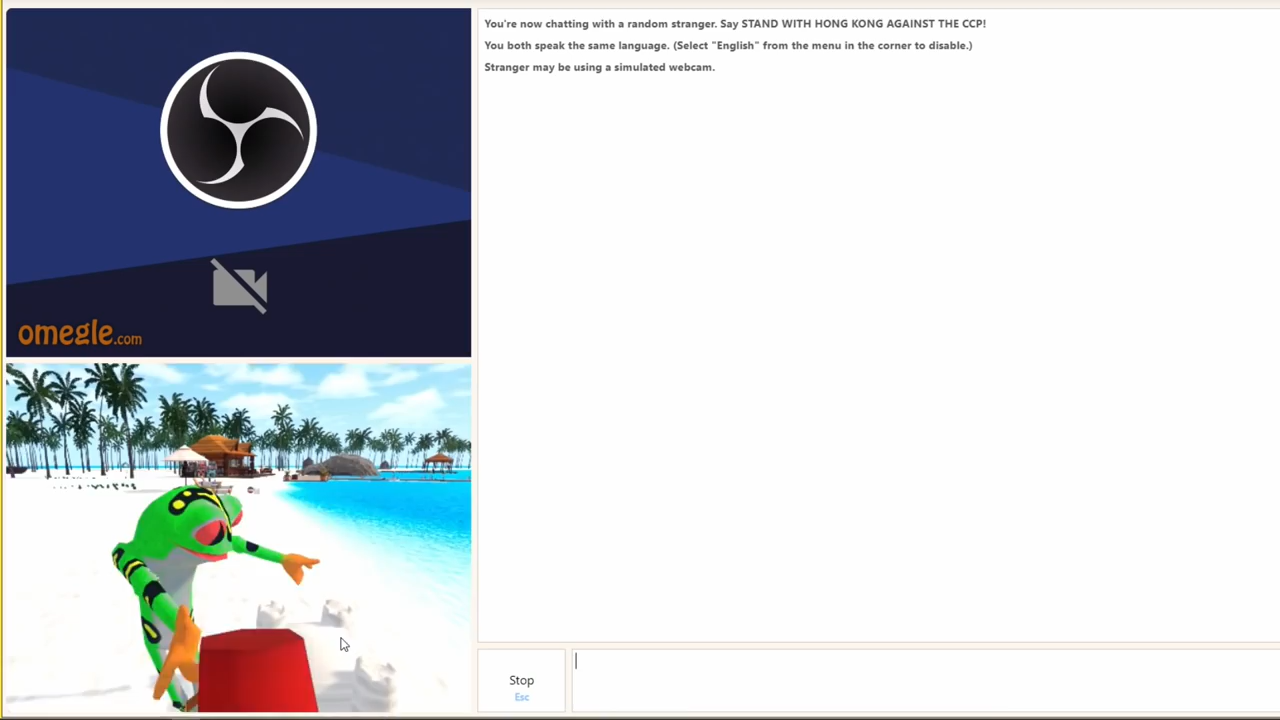 You're now chatting with a random stranger. Say STAND WITH HONG KONG AGAINST THE CCP!
You both speak the same language. (Select "English" from the menu in the corner to disable.)
Stranger may be using a simulated webcam.
omegle.com
Stop
Esc